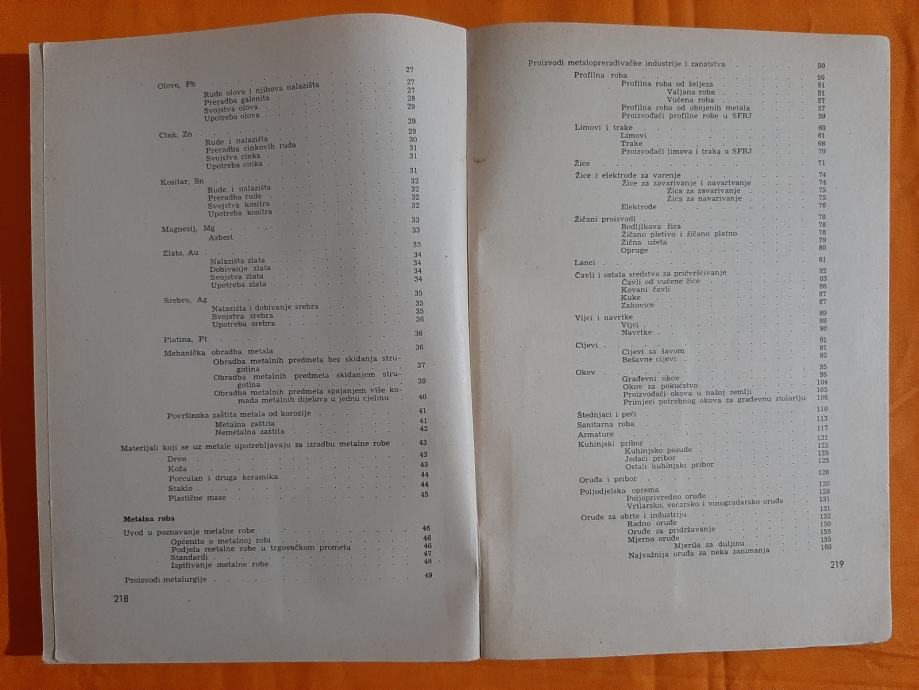 Olovo, Pb . . . 27
Rude olova i njihova nalazišta . . . 27
Preradba galenita . . . 27
Svojstva olova . . . 28
Upotreba olova . . . 29
Cink, Zn . . . 29
Rude i nalazišta . . . 29
Preradba cinkovih ruda . . . 30
Svojstva cinka . . . 31
Upotreba cinka . . . 31
Kositar, Sn . . . 31
Rude i nalazišta . . . 32
Preradba rude . . . 32
Svojstva kositra . . . 32
Upotreba kositra . . . 32
Magnezij, Mg . . . 33
Azbest . . . 33
Zlato, Au . . . 33
Nalazišta zlata . . . 34
Dobivanje zlata . . . 34
Svojstva zlata . . . 34
Upotreba zlata . . . 34
Srebro, Ag . . . 35
Nalazišta i dobivanje srebra . . . 35
Svojstva srebra . . . 35
Upotreba srebra . . . 36
Platina, Pt . . . 36
Mehanička obradba metala . . . 36
Obradba metalnih predmeta bez skidanja stru-
gotina . . . 37
Obradba metalnih predmeta skidanjem stru-
gotina . . . 39
Obradba metalnih predmeta spajanjem više ko-
mada metalnih dijelova u jednu cjelinu . . . 40
Površinska zaštita metala od korozije . . . 41
Metalna zaštita . . . 41
Nemetalna zaštita . . . 42
Materijali koji se uz metale upotrebljavaju za izradbu metalne robe . . . 43
Drvo . . . 43
Koža . . . 43
Porculan i druga keramika . . . 44
Staklo . . . 44
Plastične mase . . . 45
Metalna roba
Uvod u poznavanje metalne robe . . . 46
Općenito o metalnoj robi . . . 46
Podjela metalne robe u trgovačkom prometu . . . 46
Standardi . . . 47
Ispitivanje metalne robe . . . 48
Proizvodi metalurgije . . . 49
218
Proizvodi metaloprerađivačke industrije i zanatstva . . . 50
Profilna roba . . . 50
Profilna roba od željeza . . . 51
Valjana roba . . . 51
Vučena roba . . . 57
Profilna roba od obojenih metala . . . 57
Proizvođači profilne robe u SFRJ . . . 59
Limovi i trake . . . 60
Limovi . . . 61
Trake . . . 68
Proizvođači limova i traka u SFRJ . . . 70
Žice . . . 71
Žice i elektrode za varenje . . . 74
Žice za zavarivanje i navarivanje . . . 74
Žica za zavarivanje . . . 75
Žica za navarivanje . . . 75
Elektrode . . . 76
Žičani proizvodi . . . 78
Bodljikava žica . . . 78
Žičano pletivo i žičano platno . . . 78
Žična užeta . . . 79
Opruge . . . 80
Lanci . . . 81
Čavli i ostala sredstva za pričvršćivanje . . . 82
Čavli od vučene žice . . . 83
Kovani čavli . . . 86
Kuke . . . 87
Zakovice . . . 87
Vijci i navrtke . . . 89
Vijci . . . 89
Navrtke . . . 90
Cijevi . . . 91
Cijevi sa šavom . . . 91
Bešavne cijevi . . . 92
Okov . . . 95
Građevni okov . . . 95
Okov za pokućstvo . . . 104
Proizvođači okova u našoj zemlji . . . 105
Primjeri potrebnog okova za građevnu stolariju . . . 108
Štednjaci i peći . . . 110
Sanitarna roba . . . 113
Armature . . . 117
Kuhinjski pribor . . . 121
Kuhinjsko posuđe . . . 122
Jedaći pribor . . . 125
Ostali kuhinjski pribor . . . 125
Oruđa i pribor . . . 126
Poljodjelska oprema . . . 126
Poljoprivredno oruđe . . . 128
Vrtlarsko, voćarsko i vinogradarsko oruđe . . . 131
Oruđe za obrte i industriju . . . 131
Radno oruđe . . . 132
Oruđe za pridržavanje . . . 150
Mjerno oruđe . . . 155
Mjerila za duljinu . . . 155
Najvažnija oruđa za neka zanimanja . . . 160
219